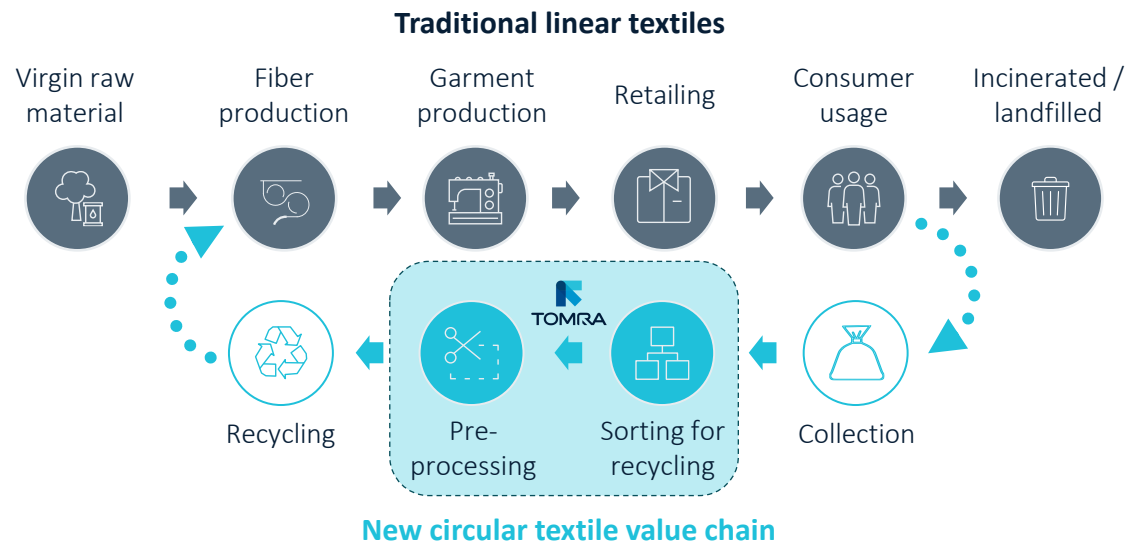 Traditional linear textiles
Virgin raw
material
Fiber
production
Garment
production
Retailing
Consumer
usage
Incinerated /
landfilled
TOMRA
Recycling
Pre-
processing
Sorting for
recycling
Collection
New circular textile value chain